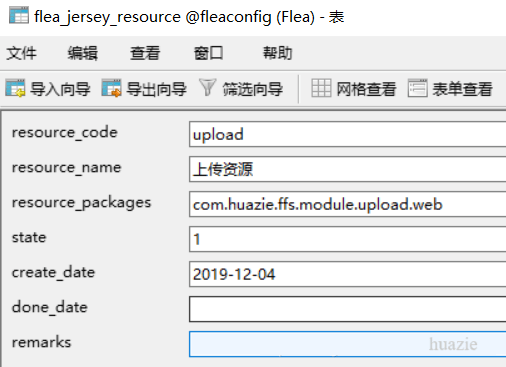 flea_jersey_resource @fleaconfig (Flea) - 表
文件 编辑 查看 窗口 帮助
导入向导 导出向导 筛选向导 网格查看 表单查看
resource_code upload
resource_name 上传资源
resource_packages com.huazie.ffs.module.upload.web
state 1
create_date 2019-12-04
done_date
remarks huazie